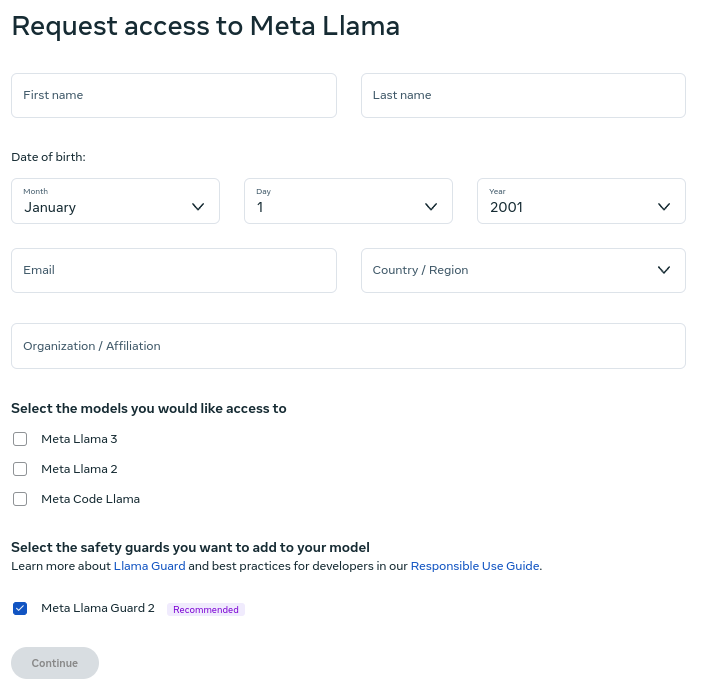 Request access to Meta Llama
First name
Last name
Date of birth:
Month
January
Day
1
Year
2001
Email
Country / Region
Organization / Affiliation
Select the models you would like access to
Meta Llama 3
Meta Llama 2
Meta Code Llama
Select the safety guards you want to add to your model
Learn more about Llama Guard and best practices for developers in our Responsible Use Guide.
Meta Llama Guard 2 Recommended
Continue